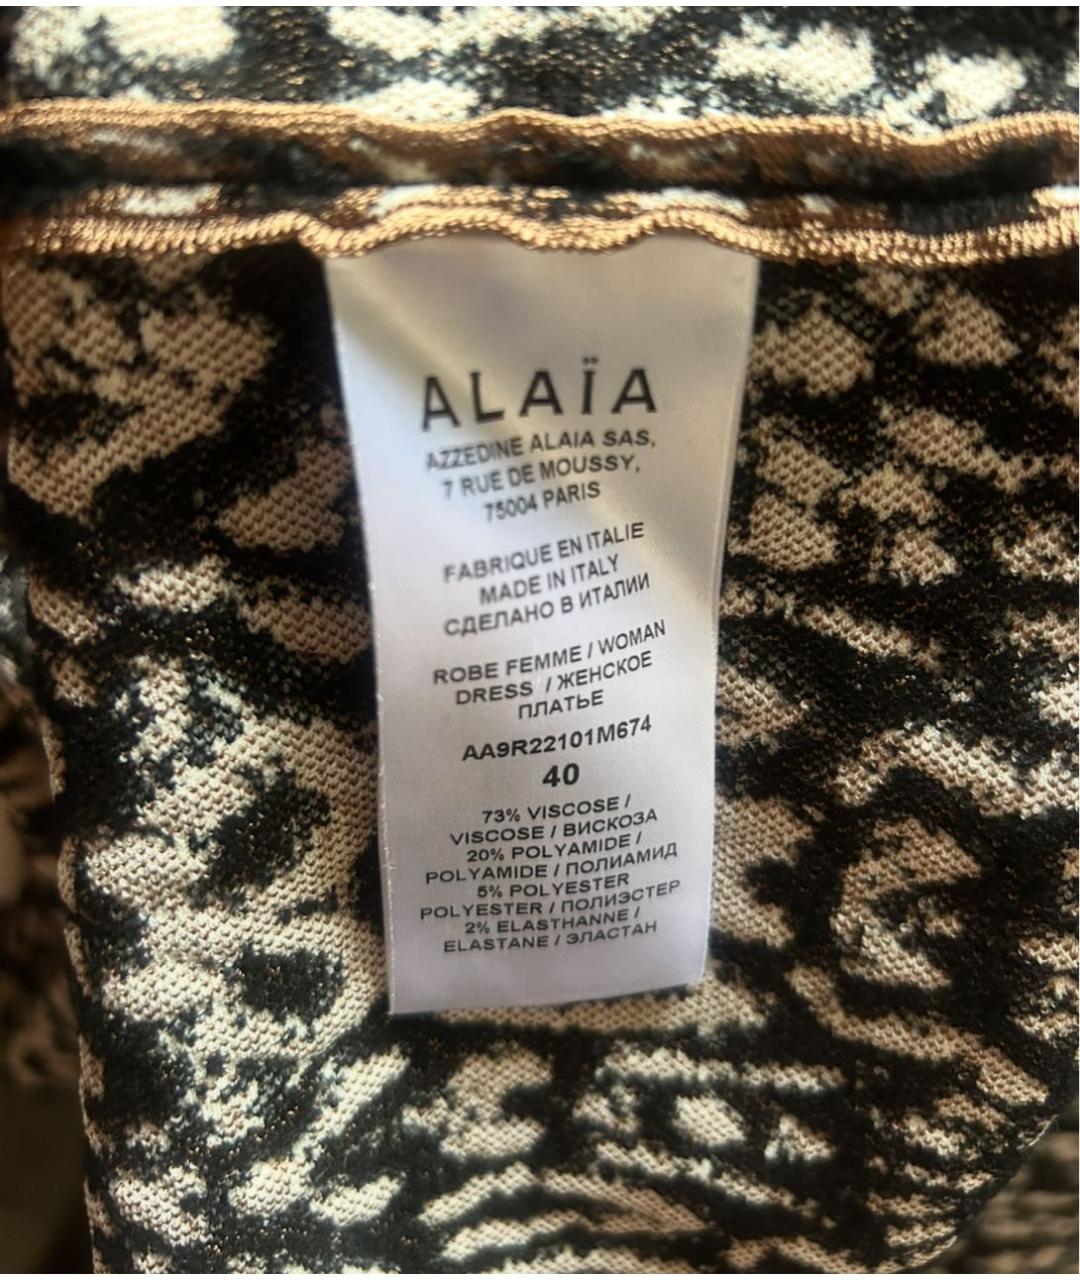 ALAÏA
AZZEDINE ALAIA SAS,
7 RUE DE MOUSSY,
75004 PARIS
FABRIQUE EN ITALIE
MADE IN ITALY
СДЕЛАНО В ИТАЛИИ
ROBE FEMME / WOMAN
DRESS / ЖЕНСКОЕ
ПЛАТЬЕ
AA9R22101M674
40
73% VISCOSE /
VISCOSE / ВИСКОЗА
20% POLYAMIDE /
POLYAMIDE / ПОЛИАМИД
5% POLYESTER
POLYESTER / ПОЛИЭСТЕР
2% ELASTHANNE /
ELASTANE / ЭЛАСТАН